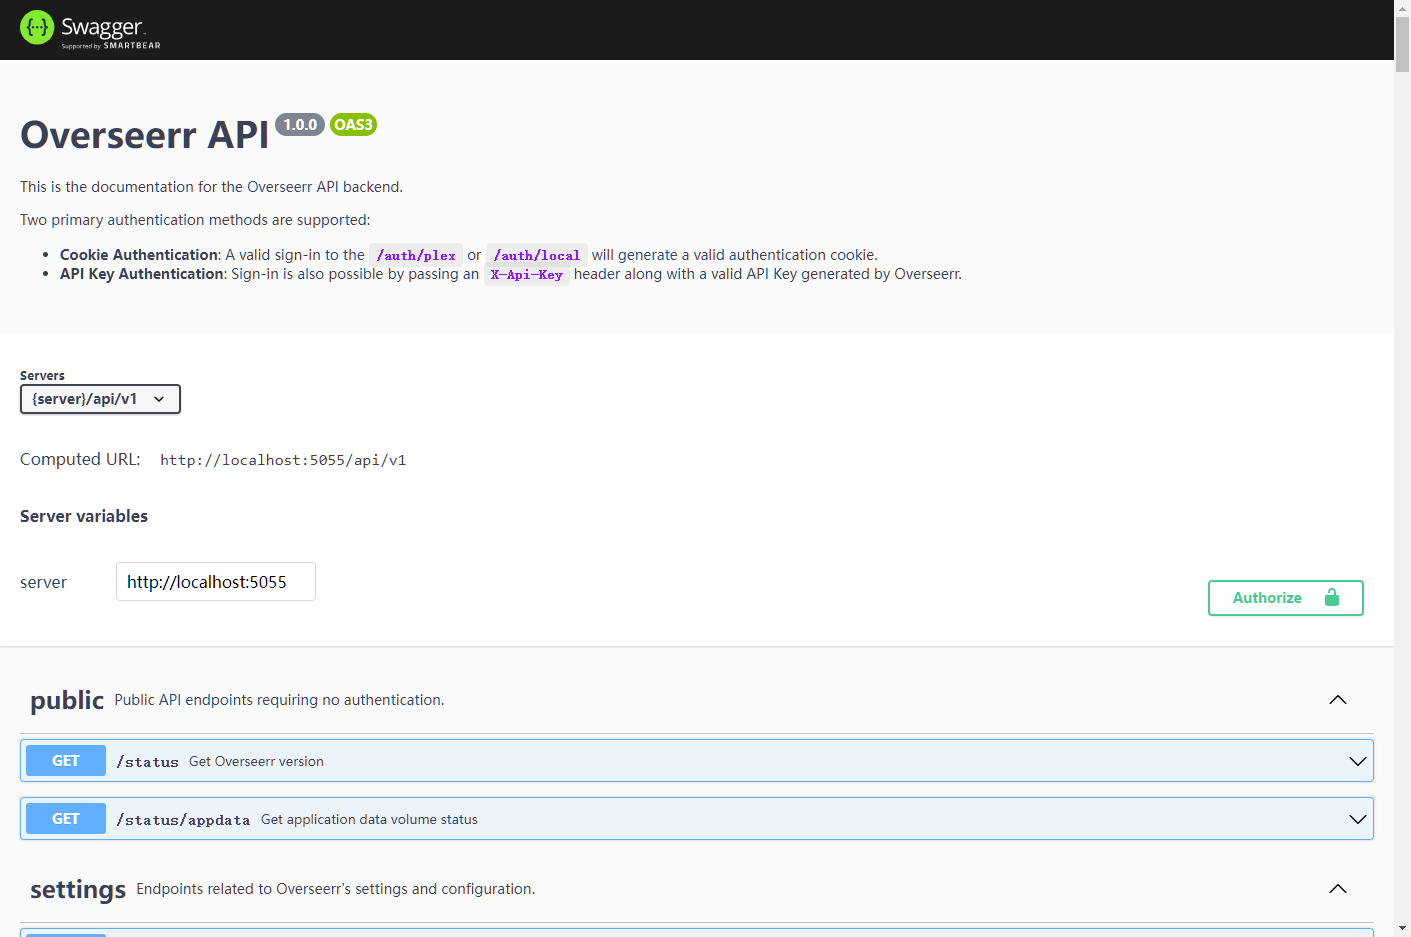 Swagger
Supported by SMARTBEAR
Overseerr API 1.0.0 OAS3
This is the documentation for the Overseerr API backend.
Two primary authentication methods are supported:
• Cookie Authentication: A valid sign-in to the /auth/plex or /auth/local will generate a valid authentication cookie.
• API Key Authentication: Sign-in is also possible by passing an X-Api-Key header along with a valid API Key generated by Overseerr.
Servers
{server}/api/v1
Computed URL: http://localhost:5055/api/v1
Server variables
server http://localhost:5055
Authorize
public Public API endpoints requiring no authentication.
GET /status Get Overseerr version
GET /status/appdata Get application data volume status
settings Endpoints related to Overseerr's settings and configuration.